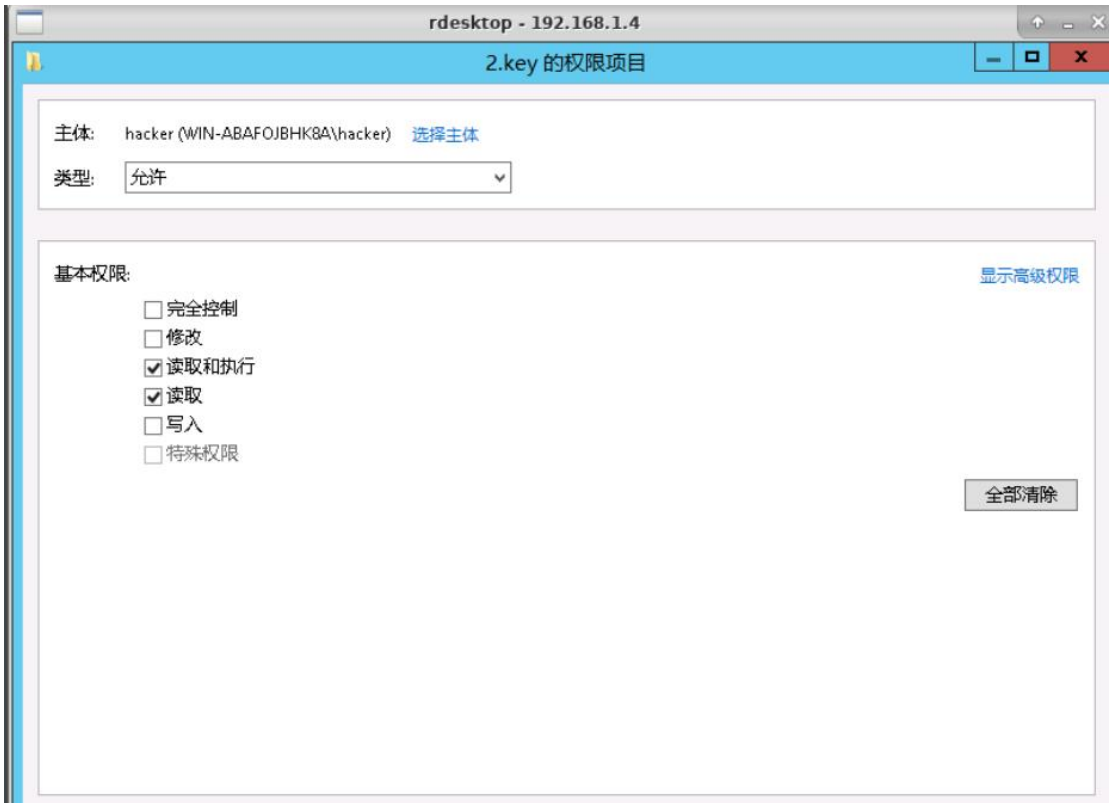 rdesktop - 192.168.1.4
2.key 的权限项目
主体: hacker (WIN-ABAFOJBHK8A\hacker) 选择主体
类型: 允许
基本权限: 显示高级权限
完全控制
修改
读取和执行
读取
写入
特殊权限
全部清除